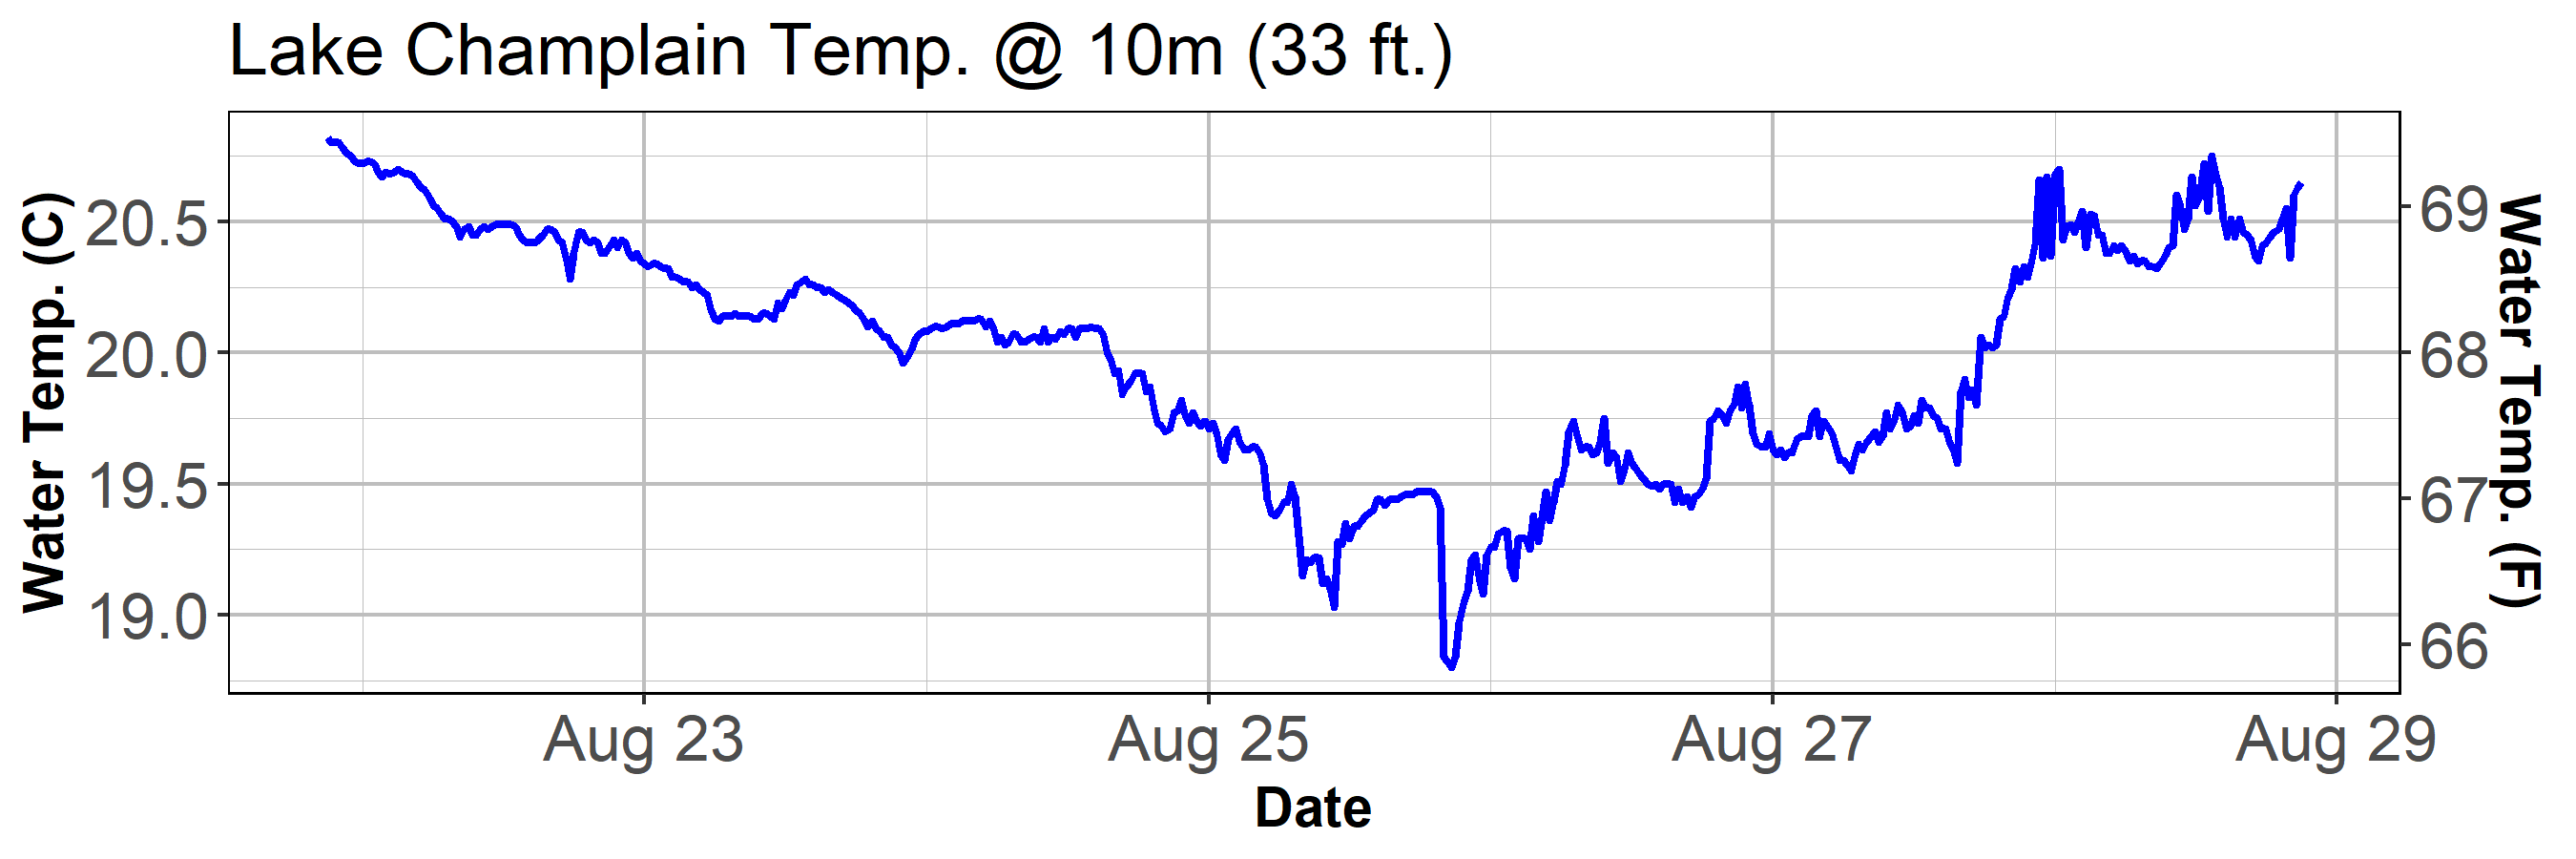 Lake Champlain Temp. @ 10m (33 ft.)
Water Temp. (C)
20.5
20.0
19.5
19.0
69
68
67
66
Water Temp. (F)
Aug 23
Aug 25
Aug 27
Aug 29
Date